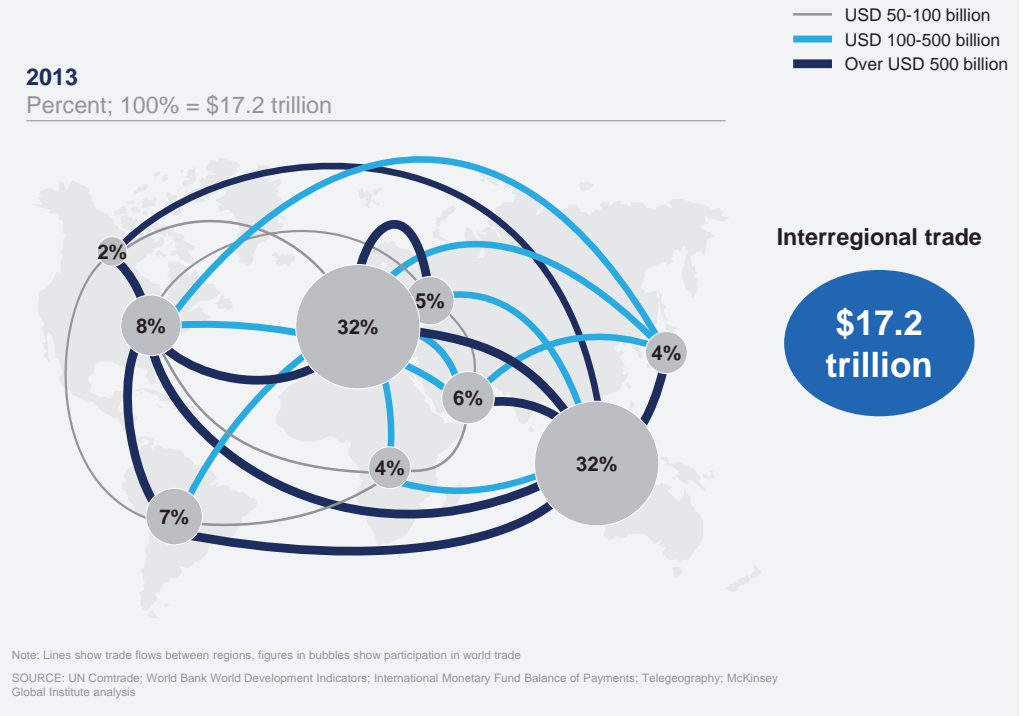 USD 50-100 billion
USD 100-500 billion
Over USD 500 billion
2013
Percent; 100% = $17.2 trillion
2%
8%
32%
5%
4%
6%
4%
32%
7%
Interregional trade
$17.2
trillion
Note: Lines show trade flows between regions, figures in bubbles show participation in world trade
SOURCE: UN Comtrade; World Bank World Development Indicators; International Monetary Fund Balance of Payments; Telegeography; McKinsey
Global Institute analysis